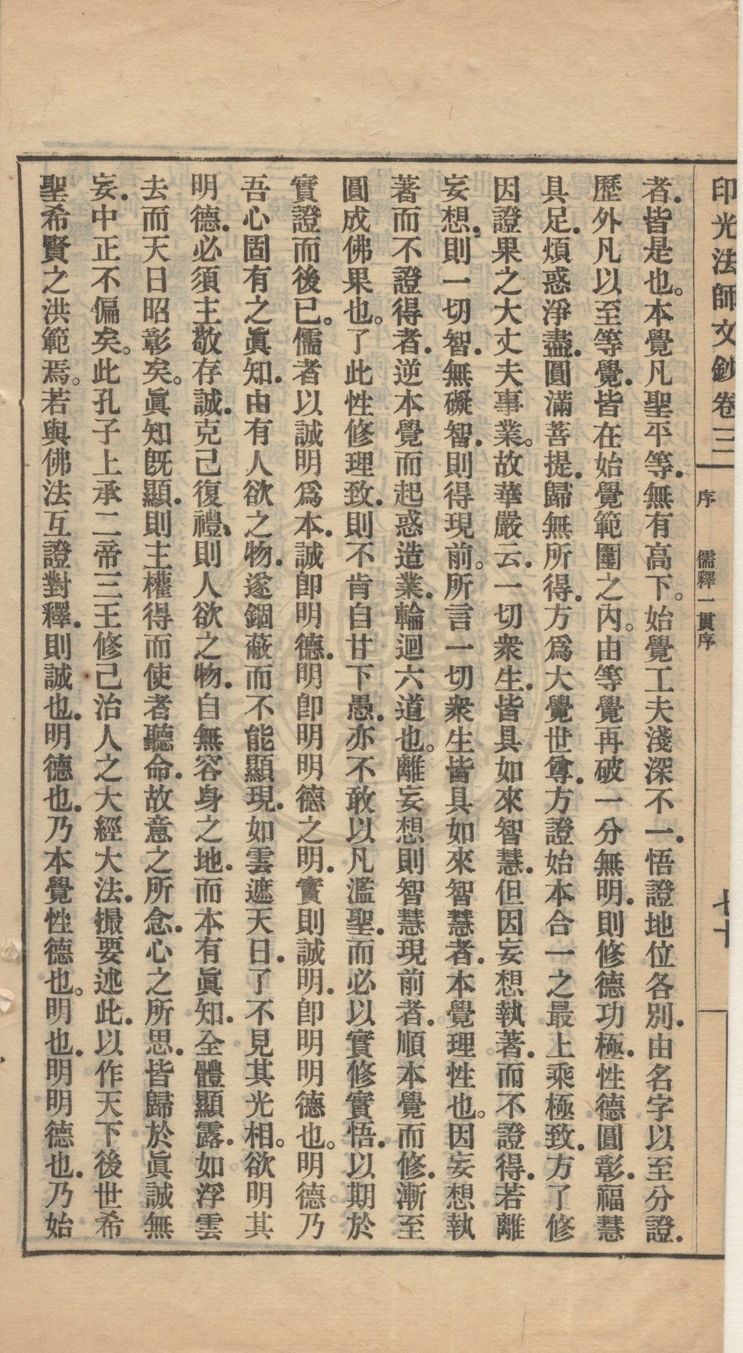 印光法師文鈔卷三 序 儒釋一貫序 七十
者。皆是也。本覺凡聖平等。無有高下。始覺工夫淺深不一。悟證地位各別。由名字以至分證。
歷外凡以至等覺。皆在始覺範圍之內。由等覺再破一分無明。則修德功極。性德圓彰。福慧
具足。煩惑淨盡。圓滿菩提。歸無所得。方爲大覺世尊。方證始本合一之最上乘極致。方了修
因證果之大丈夫事業。故華嚴云。一切衆生。皆具如來智慧。但因妄想執著。而不證得。若離
妄想。則一切智。無礙智。則得現前。所言一切衆生皆具如來智慧者。本覺理性也。因妄想執
著而不證得者。逆本覺而起惑造業。輪迴六道也。離妄想則智慧現前者。順本覺而修。漸至
圓成佛果也。了此性修理致。則不肯自甘下愚。亦不敢以凡濫聖。而必以實修實悟。以期於
實證而後已。儒者以誠明爲本。誠卽明德。明卽明明德之明。實則誠明。卽明明德也。明德乃
吾心固有之眞知。由有人欲之物。遂錮蔽而不能顯現。如雲遮天日。了不見其光相。欲明其
明德。必須主敬存誠。克己復禮。則人欲之物。自無容身之地。而本有眞知。全體顯露。如浮雲
去而天日昭彰矣。眞知旣顯。則主權得而使者聽命。故意之所念。心之所思。皆歸於眞誠無
妄。中正不偏矣。此孔子上承二帝三王修己治人之大經大法。撮要述此。以作天下後世希
聖希賢之洪範焉。若與佛法互證對釋。則誠也。明德也。乃本覺性德也。明也。明明德也。乃始